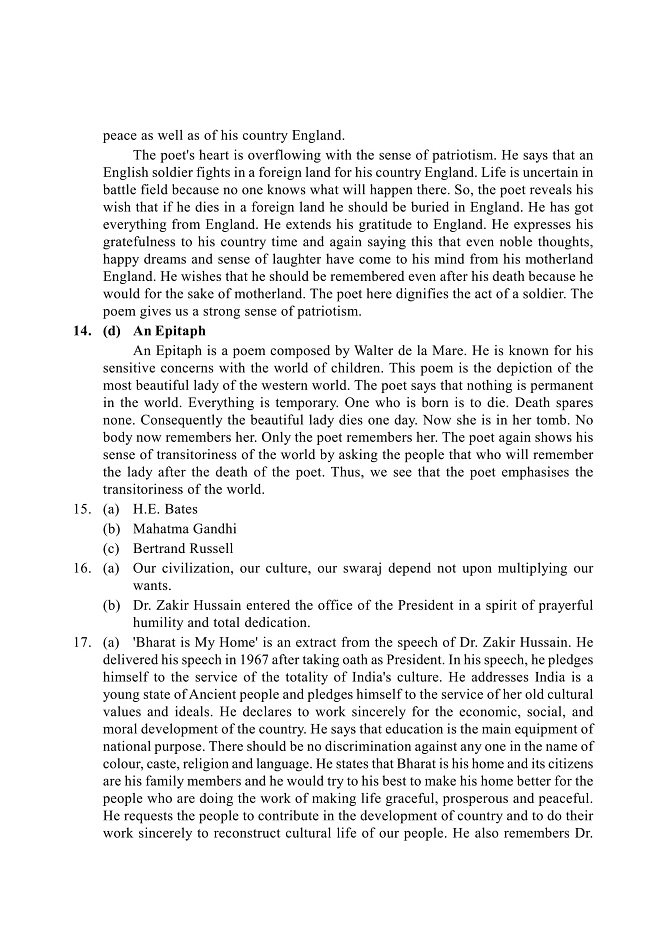 peace as well as of his country England.
The poet's heart is overflowing with the sense of patriotism. He says that an
English soldier fights in a foreign land for his country England. Life is uncertain in
battle field because no one knows what will happen there. So, the poet reveals his
wish that if he dies in a foreign land he should be buried in England. He has got
everything from England. He extends his gratitude to England. He expresses his
gratefulness to his country time and again saying this that even noble thoughts,
happy dreams and sense of laughter have come to his mind from his motherland
England. He wishes that he should be remembered even after his death because he
would for the sake of motherland. The poet here dignifies the act of a soldier. The
poem gives us a strong sense of patriotism.
14. (d) An Epitaph
An Epitaph is a poem composed by Walter de la Mare. He is known for his
sensitive concerns with the world of children. This poem is the depiction of the
most beautiful lady of the western world. The poet says that nothing is permanent
in the world. Everything is temporary. One who is born is to die. Death spares
none. Consequently the beautiful lady dies one day. Now she is in her tomb. No
body now remembers her. Only the poet remembers her. The poet again shows his
sense of transitoriness of the world by asking the people that who will remember
the lady after the death of the poet. Thus, we see that the poet emphasises the
transitoriness of the world.
15. (a) H.E. Bates
(b) Mahatma Gandhi
(c) Bertrand Russell
16. (a) Our civilization, our culture, our swaraj depend not upon multiplying our
wants.
(b) Dr. Zakir Hussain entered the office of the President in a spirit of prayerful
humility and total dedication.
17. (a) 'Bharat is My Home' is an extract from the speech of Dr. Zakir Hussain. He
delivered his speech in 1967 after taking oath as President. In his speech, he pledges
himself to the service of the totality of India's culture. He addresses India is a
young state of Ancient people and pledges himself to the service of her old cultural
values and ideals. He declares to work sincerely for the economic, social, and
moral development of the country. He says that education is the main equipment of
national purpose. There should be no discrimination against any one in the name of
colour, caste, religion and language. He states that Bharat is his home and its citizens
are his family members and he would try to his best to make his home better for the
people who are doing the work of making life graceful, prosperous and peaceful.
He requests the people to contribute in the development of country and to do their
work sincerely to reconstruct cultural life of our people. He also remembers Dr.